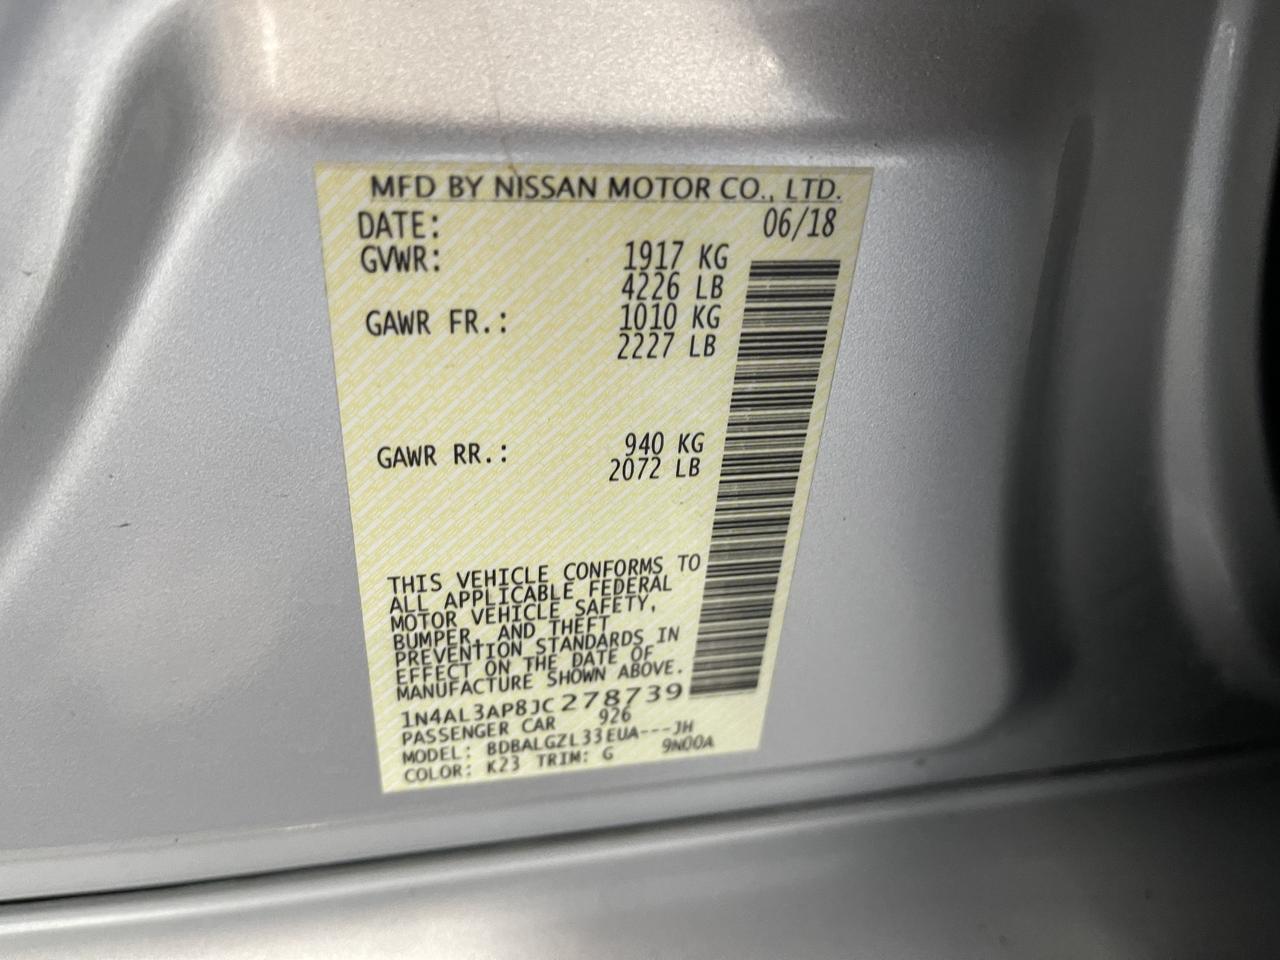 MFD BY NISSAN MOTOR CO., LTD.
DATE: 06/18
GVWR: 1917 KG
4226 LB
GAWR FR.: 1010 KG
2227 LB
GAWR RR.: 940 KG
2072 LB
THIS VEHICLE CONFORMS TO
ALL APPLICABLE FEDERAL
MOTOR VEHICLE SAFETY,
BUMPER, AND THEFT
PREVENTION STANDARDS IN
EFFECT ON THE DATE OF
MANUFACTURE SHOWN ABOVE.
1N4AL3AP8JC278739
PASSENGER CAR 926
MODEL: BDBALGZL33EUA---JH
COLOR: K23 TRIM: G 9N00A